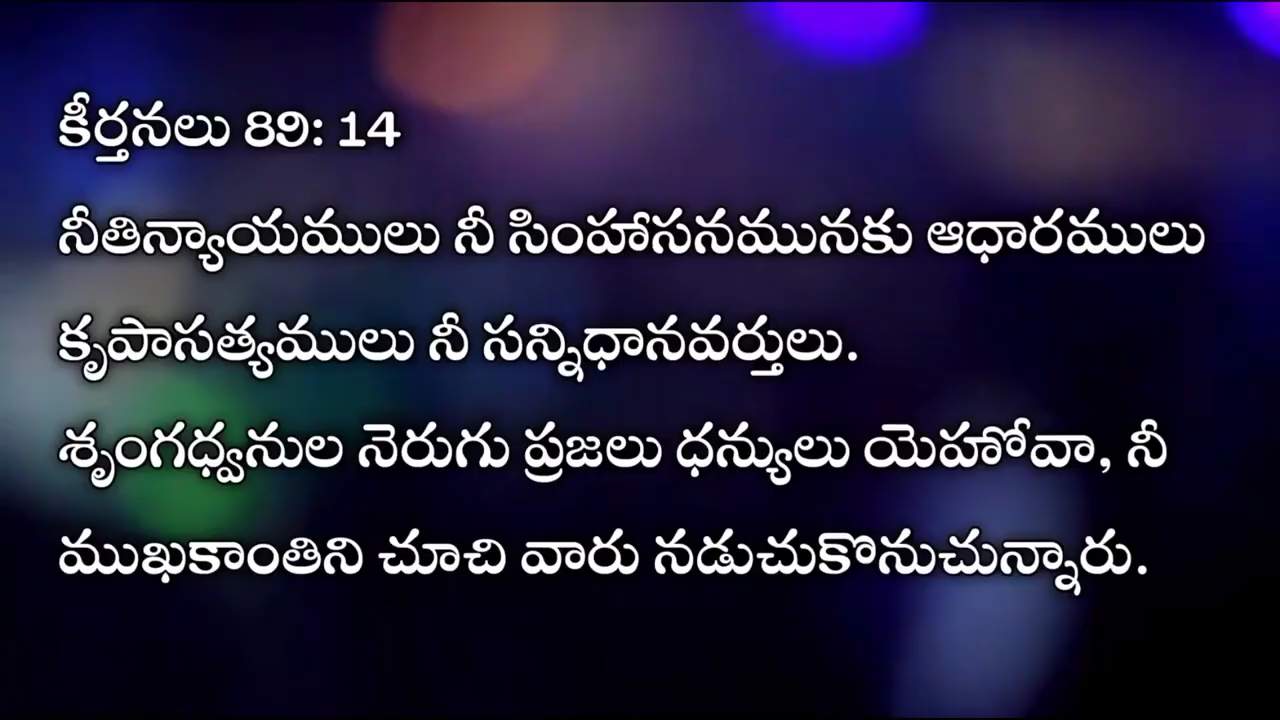 కీర్తనలు 89: 14
నీతిన్యాయములు నీ సింహాసనమునకు ఆధారములు
కృపాసత్యములు నీ సన్నిధానవర్తులు.
శృంగధ్వనుల నెరుగు ప్రజలు ధన్యులు యెహోవా, నీ
ముఖకాంతిని చూచి వారు నడుచుకొనుచున్నారు.